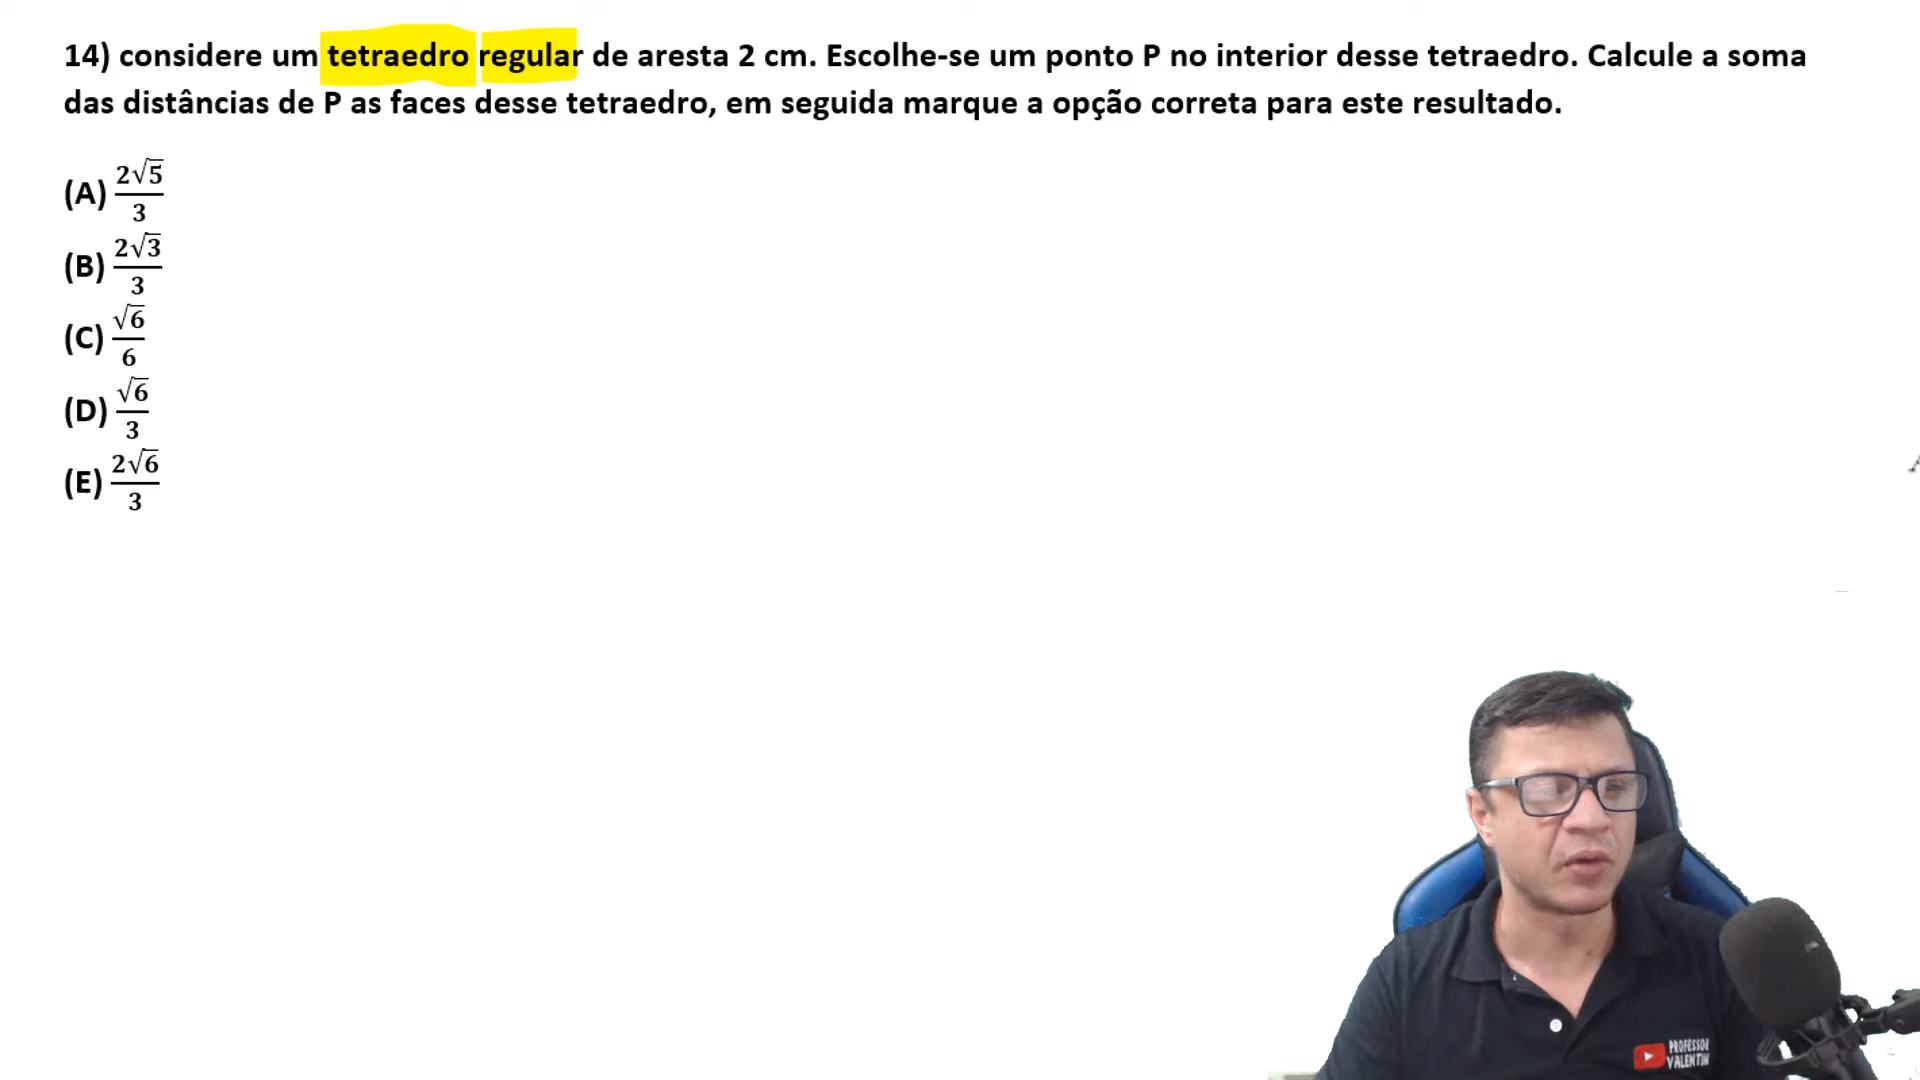 14) considere um tetraedro regular de aresta 2 cm. Escolhe-se um ponto P no interior desse tetraedro. Calcule a soma
das distâncias de P as faces desse tetraedro, em seguida marque a opção correta para este resultado.
(A) 2√5/3
(B) 2√3/3
(C) √6/6
(D) √6/3
(E) 2√6/3
PROFESSOR
VALENTIM